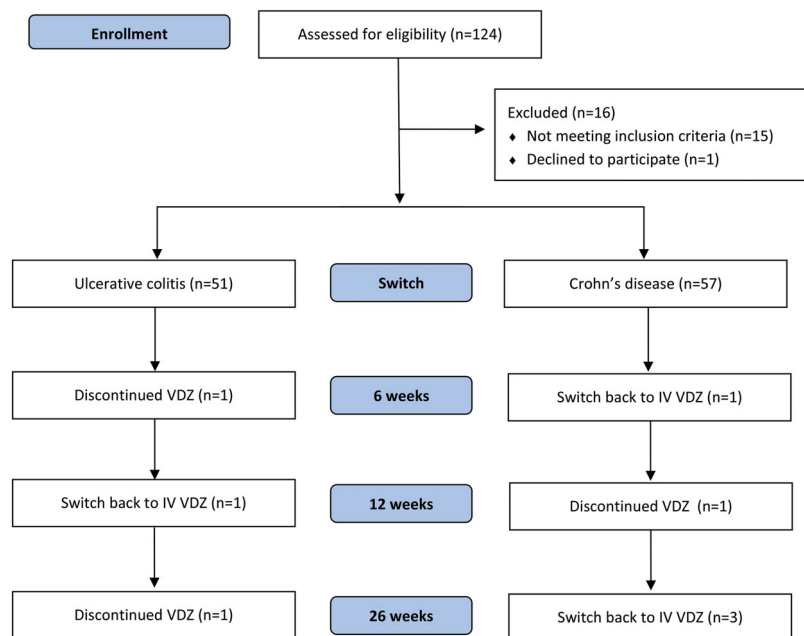 Enrollment
Assessed for eligibility (n=124)
Excluded (n=16)
♦ Not meeting inclusion criteria (n=15)
♦ Declined to participate (n=1)
Ulcerative colitis (n=51)
Switch
Crohn’s disease (n=57)
Discontinued VDZ (n=1)
6 weeks
Switch back to IV VDZ (n=1)
Switch back to IV VDZ (n=1)
12 weeks
Discontinued VDZ (n=1)
Discontinued VDZ (n=1)
26 weeks
Switch back to IV VDZ (n=3)